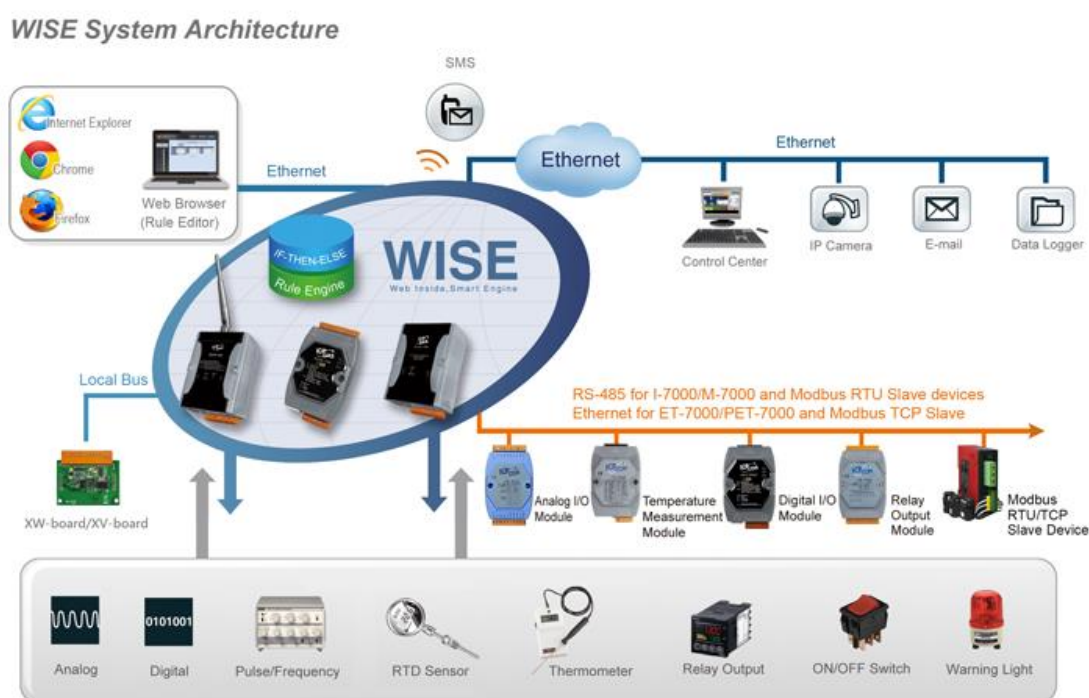 WISE System Architecture
SMS
Internet Explorer
Chrome
Firefox
Web Browser
(Rule Editor)
Ethernet
Ethernet
Ethernet
Control Center
IP Camera
E-mail
Data Logger
IF-THEN-ELSE
Rule Engine
WISE
Web Inside,Smart Engine
Local Bus
XW-board/XV-board
RS-485 for I-7000/M-7000 and Modbus RTU Slave devices
Ethernet for ET-7000/PET-7000 and Modbus TCP Slave
Analog I/O
Module
Temperature
Measurement
Module
Digital I/O
Module
Relay
Output
Module
Modbus
RTU/TCP
Slave Device
0101001
Analog
Digital
Pulse/Frequency
RTD Sensor
Thermometer
Relay Output
ON/OFF Switch
Warning Light